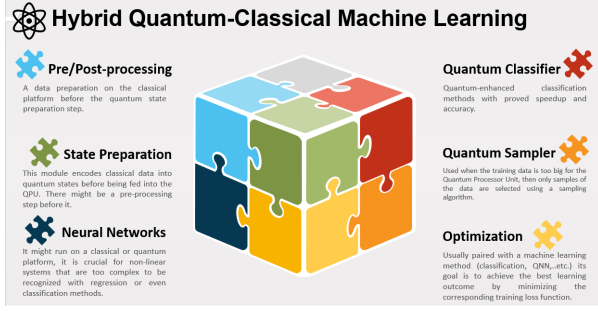 Hybrid Quantum-Classical Machine Learning
Pre/Post-processing
A data preparation on the classical
platform before the quantum state
preparation step.
State Preparation
This module encodes classical data into
quantum states before being fed into the
QPU. There might be a pre-processing
step before it.
Neural Networks
It might run on a classical or quantum
platform, it is crucial for non-linear
systems that are too complex to be
recognized with regression or even
classification methods.
Quantum Classifier
Quantum-enhanced classification
methods with proved speedup and
accuracy.
Quantum Sampler
Used when the training data is too big for the
Quantum Processor Unit, then only samples of
the data are selected using a sampling
algorithm.
Optimization
Usually paired with a machine learning
method (classification, QNN,..etc.) its
goal is to achieve the best learning
outcome by minimizing the
corresponding training loss function.